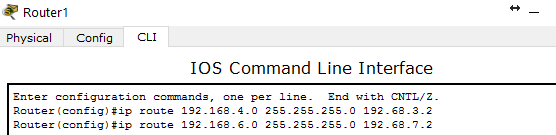 Router1
Physical Config CLI
IOS Command Line Interface
Enter configuration commands, one per line.  End with CNTL/Z.
Router(config)#ip route 192.168.4.0 255.255.255.0 192.68.3.2
Router(config)#ip route 192.168.6.0 255.255.255.0 192.68.7.2